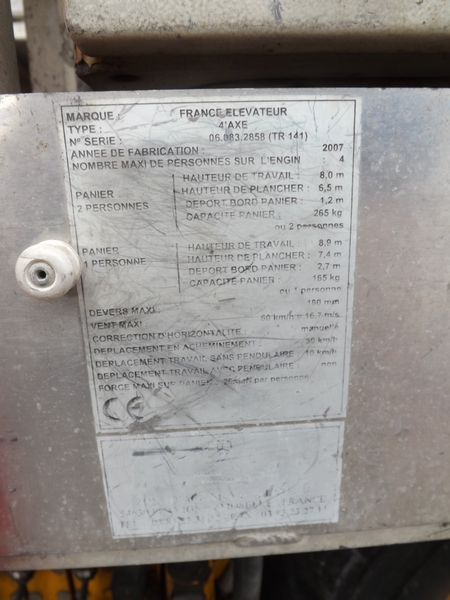 MARQUE : FRANCE ELEVATEUR
TYPE : 4'AXE
N° SERIE : 06.083.2858 (TR 141)
ANNEE DE FABRICATION : 2007
NOMBRE MAXI DE PERSONNES SUR L'ENGIN : 4
PANIER 2 PERSONNES
HAUTEUR DE TRAVAIL : 8,0 m
HAUTEUR DE PLANCHER : 6,5 m
DEPORT BORD PANIER : 1,2 m
CAPACITE PANIER : 265 kg
ou 2 personnes
PANIER 1 PERSONNE
HAUTEUR DE TRAVAIL : 8,9 m
HAUTEUR DE PLANCHER : 7,4 m
DEPORT BORD PANIER : 2,7 m
CAPACITE PANIER : 165 kg
ou 1 personne
DEVERS MAXI : 180 mm
VENT MAXI : 60 km/h = 16,7 m/s
CORRECTION D'HORIZONTALITE : manuelle
DEPLACEMENT EN ACHEMINEMENT : km/h
DEPLACEMENT TRAVAIL SANS PENDULAIRE : 10 km/h
DEPLACEMENT TRAVAIL AVEC PENDULAIRE : non
FORCE MAXI SUR PANIER : par personne
CE
FRANCE